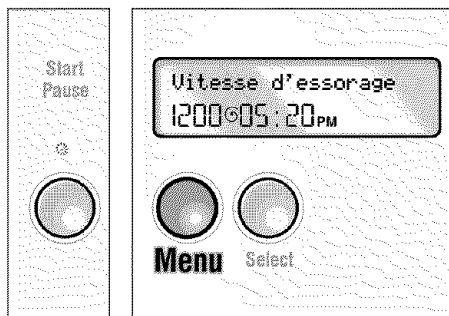 Start
Pause
Vitesse d'essorage
1200 05:20PM
Menu
Select